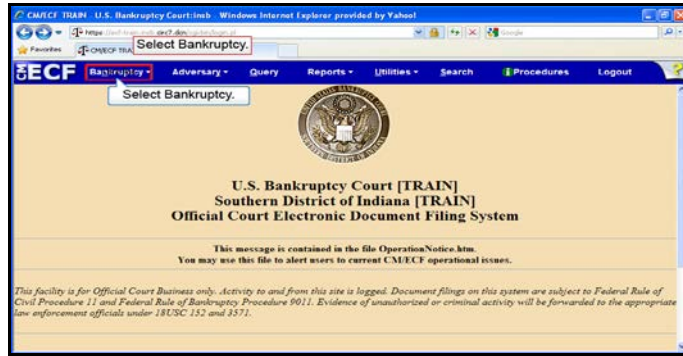 CM/ECF TRAIN - U.S. Bankruptcy Court:insb - Windows Internet Explorer provided by Yahoo!
Google
Favorites
Select Bankruptcy.
ECF Bankruptcy Adversary Query Reports Utilities Search Procedures Logout
Select Bankruptcy.
U.S. Bankruptcy Court [TRAIN]
Southern District of Indiana [TRAIN]
Official Court Electronic Document Filing System
This message is contained in the file OperationNotice.htm.
You may use this file to alert users to current CM/ECF operational issues.
This facility is for Official Court Business only. Activity to and from this site is logged. Document filings on this system are subject to Federal Rule of
Civil Procedure 11 and Federal Rule of Bankruptcy Procedure 9011. Evidence of unauthorized or criminal activity will be forwarded to the appropriate
law enforcement officials under 18USC 152 and 3571.